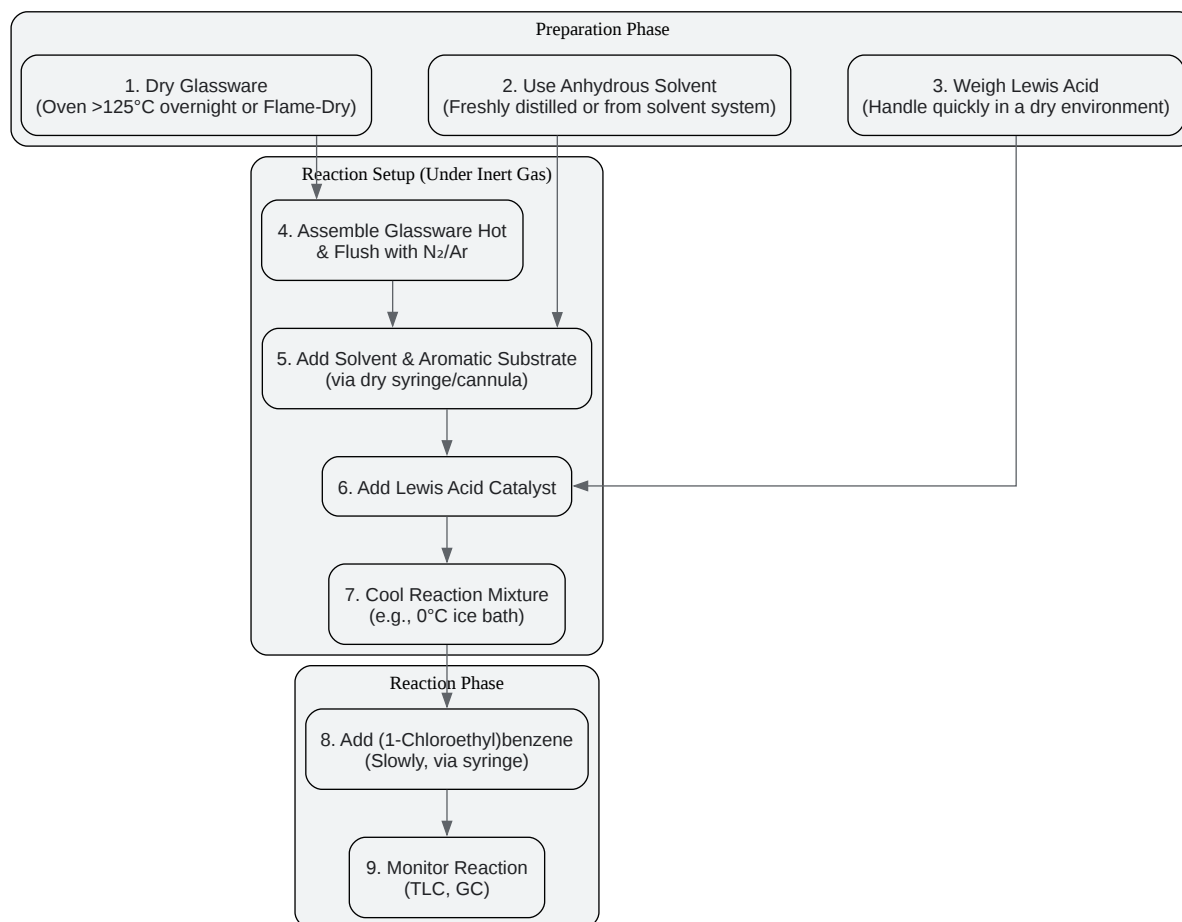 Preparation Phase
1. Dry Glassware
(Oven >125°C overnight or Flame-Dry)
2. Use Anhydrous Solvent
(Freshly distilled or from solvent system)
3. Weigh Lewis Acid
(Handle quickly in a dry environment)
Reaction Setup (Under Inert Gas)
4. Assemble Glassware Hot
& Flush with N₂/Ar
5. Add Solvent & Aromatic Substrate
(via dry syringe/cannula)
6. Add Lewis Acid Catalyst
7. Cool Reaction Mixture
(e.g., 0°C ice bath)
Reaction Phase
8. Add (1-Chloroethyl)benzene
(Slowly, via syringe)
9. Monitor Reaction
(TLC, GC)